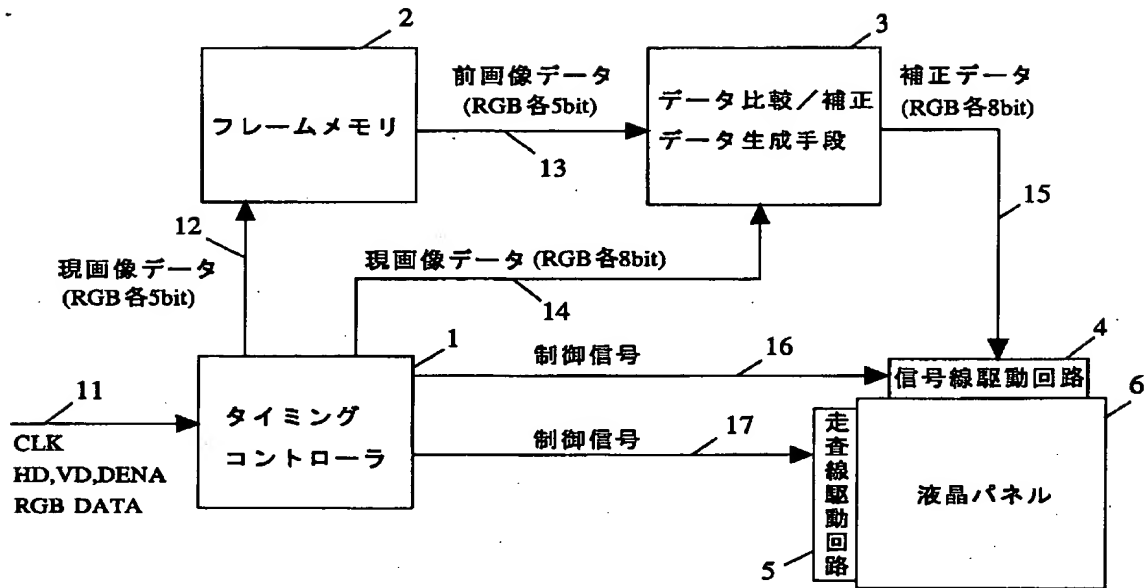 2
フレームメモリ
前画像データ
(RGB各5bit)
13
3
データ比較／補正
データ生成手段
補正データ
(RGB各8bit)
15
12
現画像データ
(RGB各5bit)
現画像データ(RGB各8bit)
14
1
タイミング
コントローラ
11
CLK
HD,VD,DENA
RGB DATA
制御信号
16
制御信号
17
4
信号線駆動回路
走査線駆動回路
5
6
液晶パネル